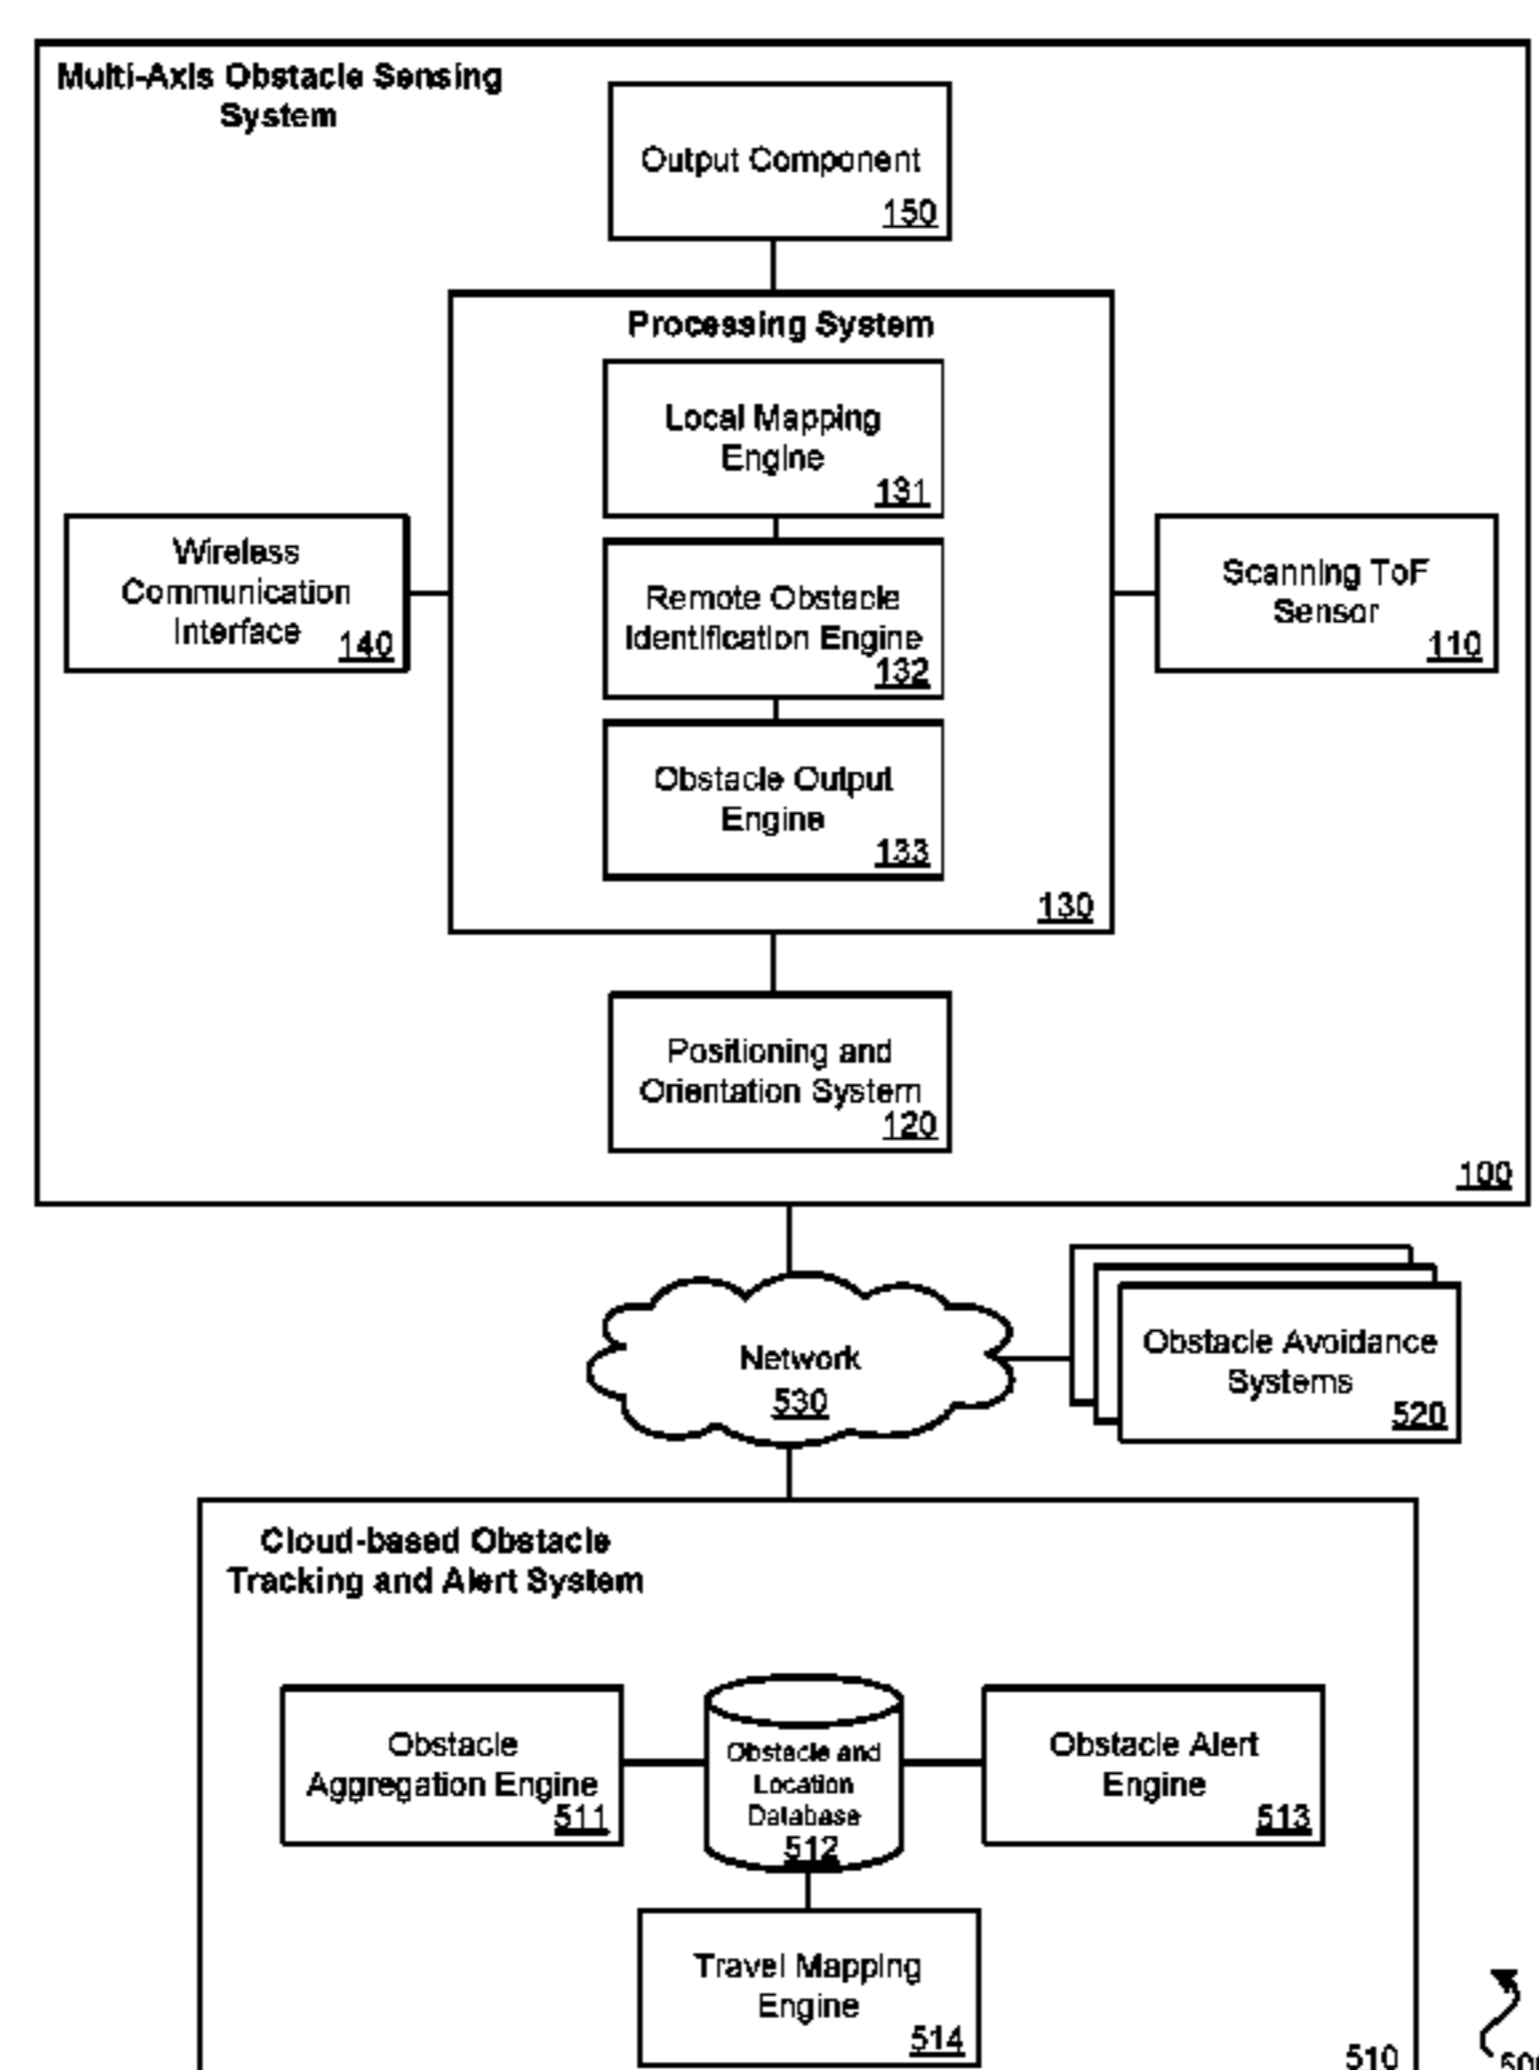 Multi-Axis Obstacle Sensing
System
Output Component
150
Processing System
Local Mapping
Engine
131
Wireless
Communication
Interface
140
Remote Obstacle
Identification Engine
132
Scanning ToF
Sensor
110
Obstacle Output
Engine
133
130
Positioning and
Orientation System
120
100
Network
530
Obstacle Avoidance
Systems
520
Cloud-based Obstacle
Tracking and Alert System
Obstacle
Aggregation Engine
511
Obstacle and
Location
Database
512
Obstacle Alert
Engine
513
Travel Mapping
Engine
514
510